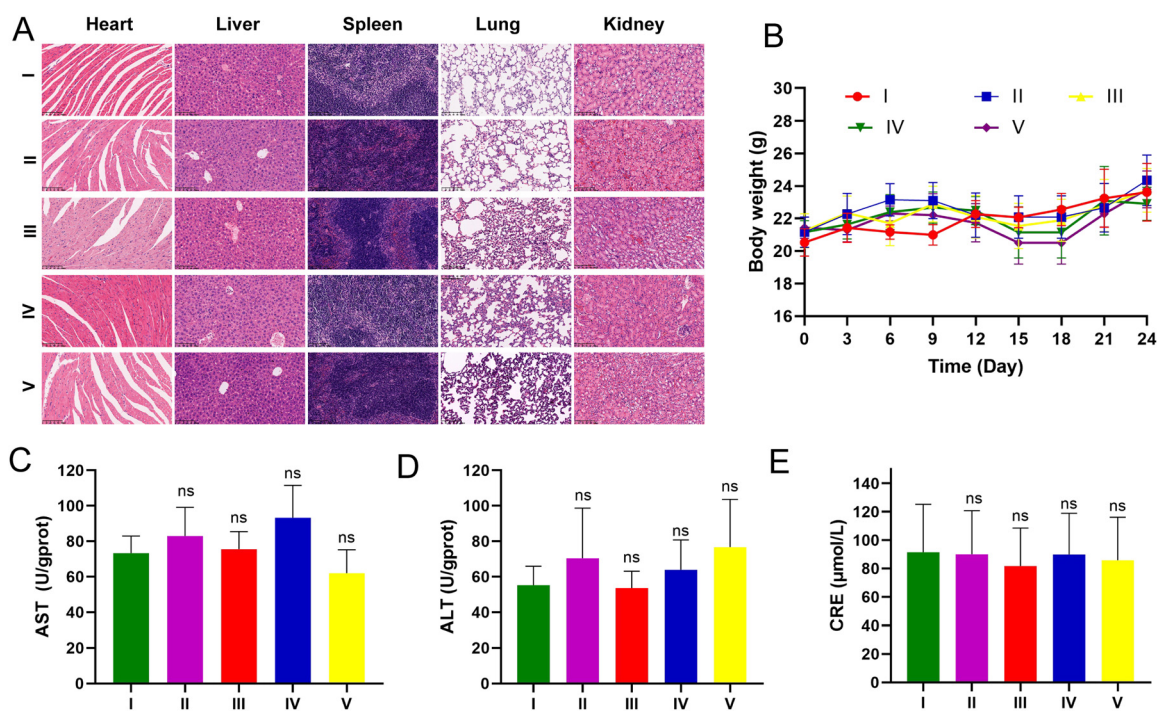 A
Heart Liver Spleen Lung Kidney
I
II
III
IV
V
B
I II III
IV V
Body weight (g)
30
28
26
24
22
20
18
16
0 3 6 9 12 15 18 21 24
Time (Day)
C
AST (U/gprot)
120
100
80
60
40
20
0
ns ns ns ns
I II III IV V
D
ALT (U/gprot)
120
100
80
60
40
20
0
ns ns ns ns
I II III IV V
E
CRE (μmol/L)
140
120
100
80
60
40
20
0
ns ns ns ns
I II III IV V